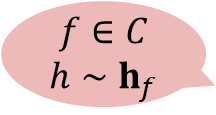 f ∈ C
h ~ 𝐡_f